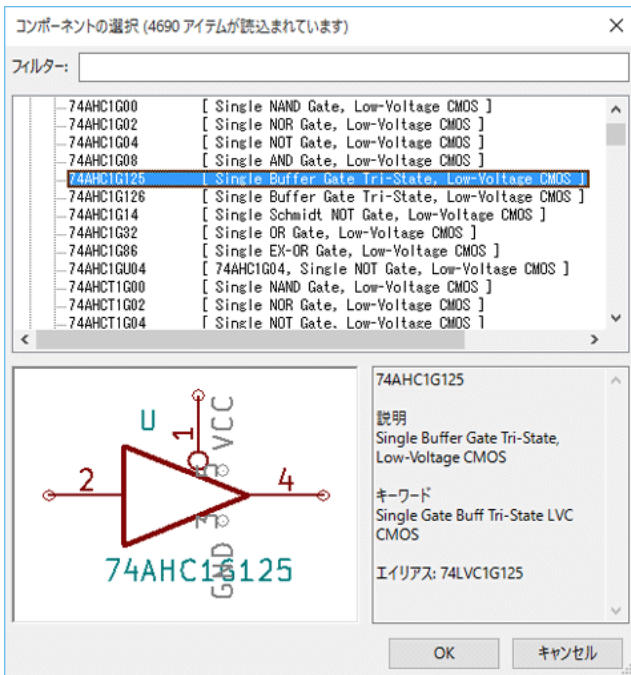 コンポーネントの選択 (4690 アイテムが読込まれています)
フィルター:
74AHC1G00 [ Single NAND Gate, Low-Voltage CMOS ]
74AHC1G02 [ Single NOR Gate, Low-Voltage CMOS ]
74AHC1G04 [ Single NOT Gate, Low-Voltage CMOS ]
74AHC1G08 [ Single AND Gate, Low-Voltage CMOS ]
74AHC1G125 [ Single Buffer Gate Tri-State, Low-Voltage CMOS ]
74AHC1G126 [ Single Buffer Gate Tri-State, Low-Voltage CMOS ]
74AHC1G14 [ Single Schmidt NOT Gate, Low-Voltage CMOS ]
74AHC1G32 [ Single OR Gate, Low-Voltage CMOS ]
74AHC1G86 [ Single EX-OR Gate, Low-Voltage CMOS ]
74AHC1GU04 [ 74AHC1G04, Single NOT Gate, Low-Voltage CMOS ]
74AHCT1G00 [ Single NAND Gate, Low-Voltage CMOS ]
74AHCT1G02 [ Single NOR Gate, Low-Voltage CMOS ]
74AHCT1G04 [ Single NOT Gate, Low-Voltage CMOS ]
U
1
VCC
5
2
4
3
GND
74AHC1G125
74AHC1G125
説明
Single Buffer Gate Tri-State,
Low-Voltage CMOS
キーワード
Single Gate Buff Tri-State LVC
CMOS
エイリアス: 74LVC1G125
OK
キャンセル